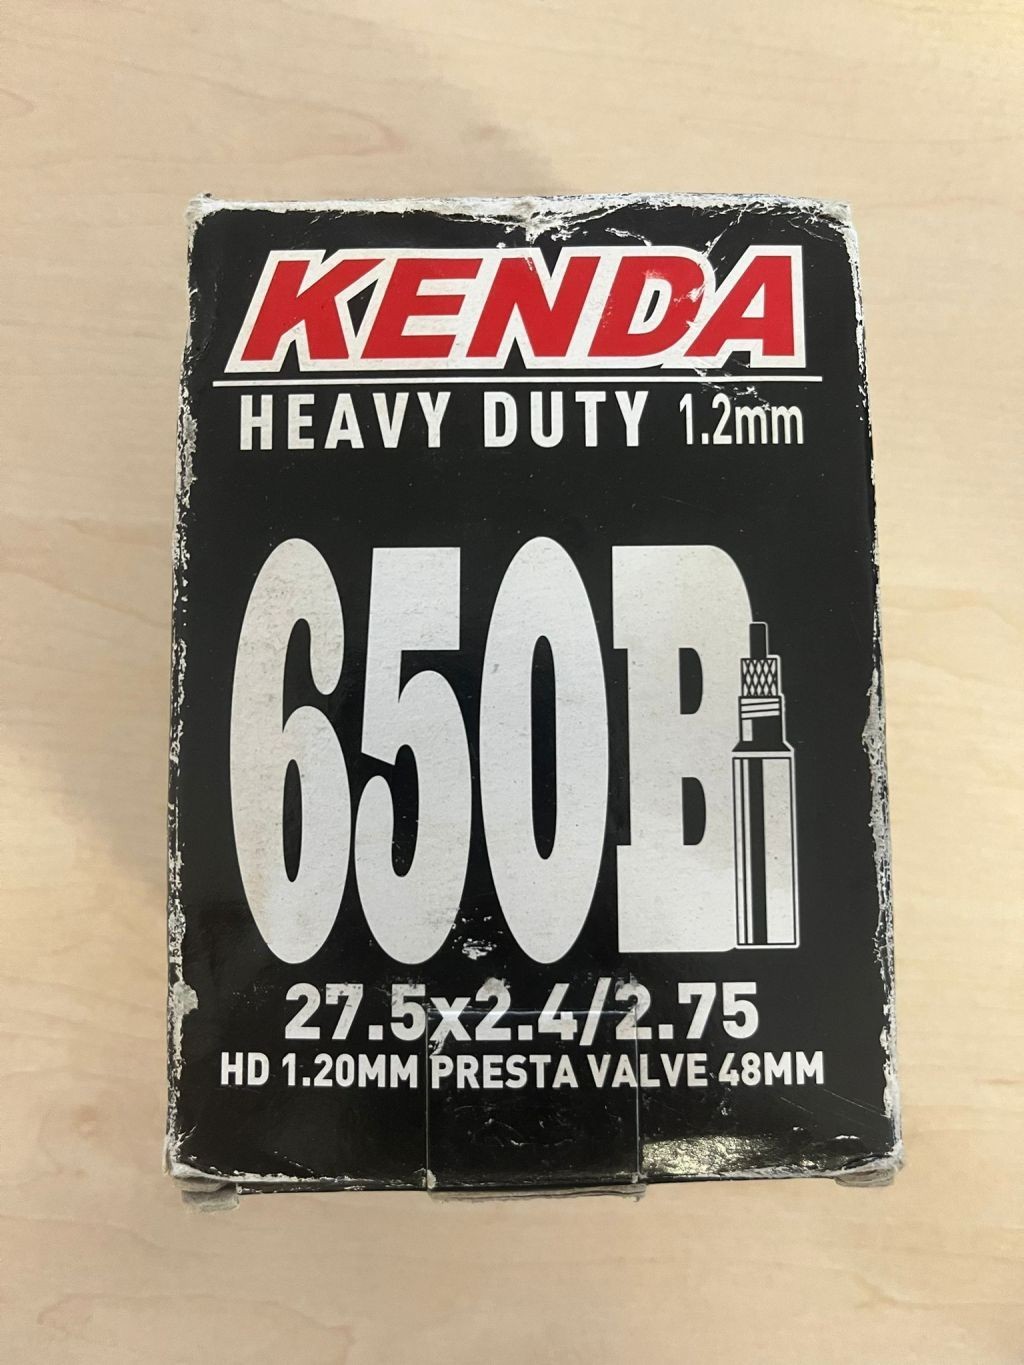 KENDA
HEAVY DUTY 1.2mm
650B
27.5x2.4/2.75
HD 1.20MM PRESTA VALVE 48MM